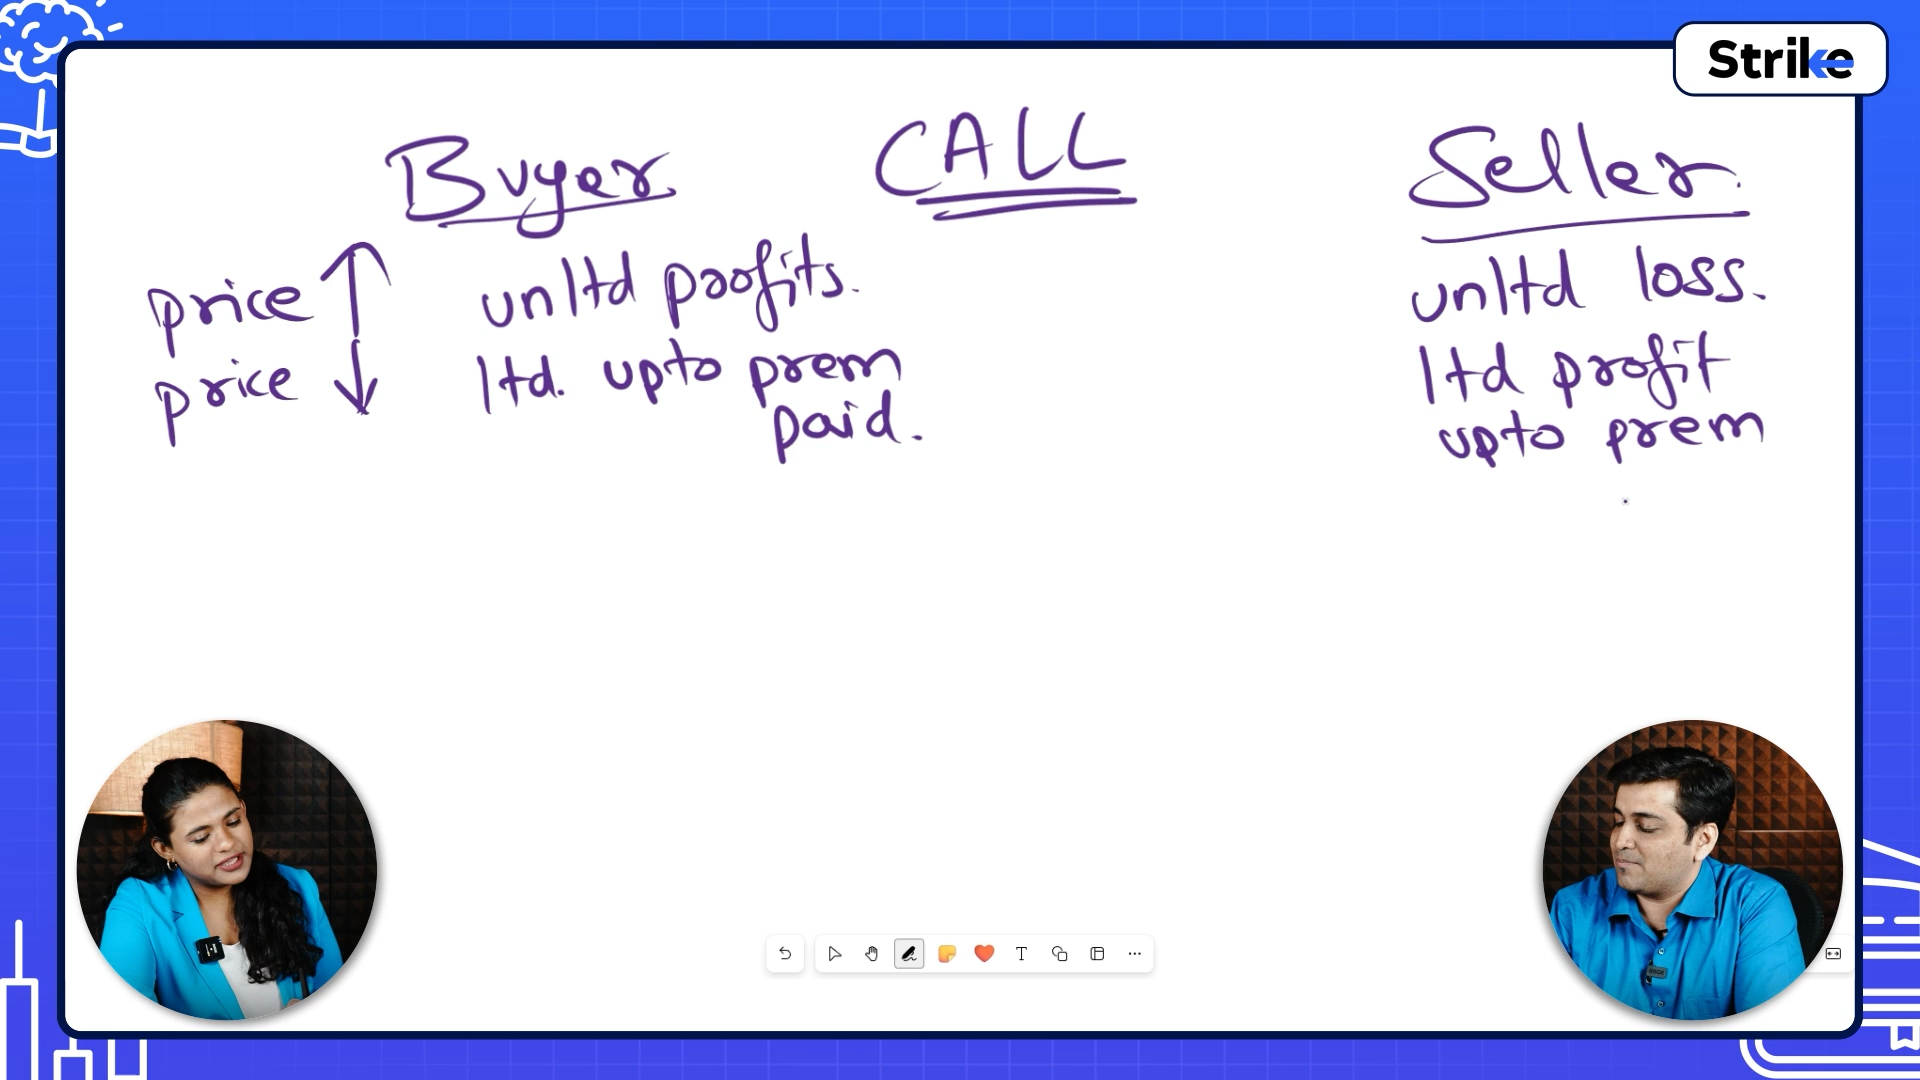 Strike
Buyer CALL Seller
price ↑ unltd profits. unltd loss.
price ↓ ltd. upto prem paid. ltd profit
upto prem